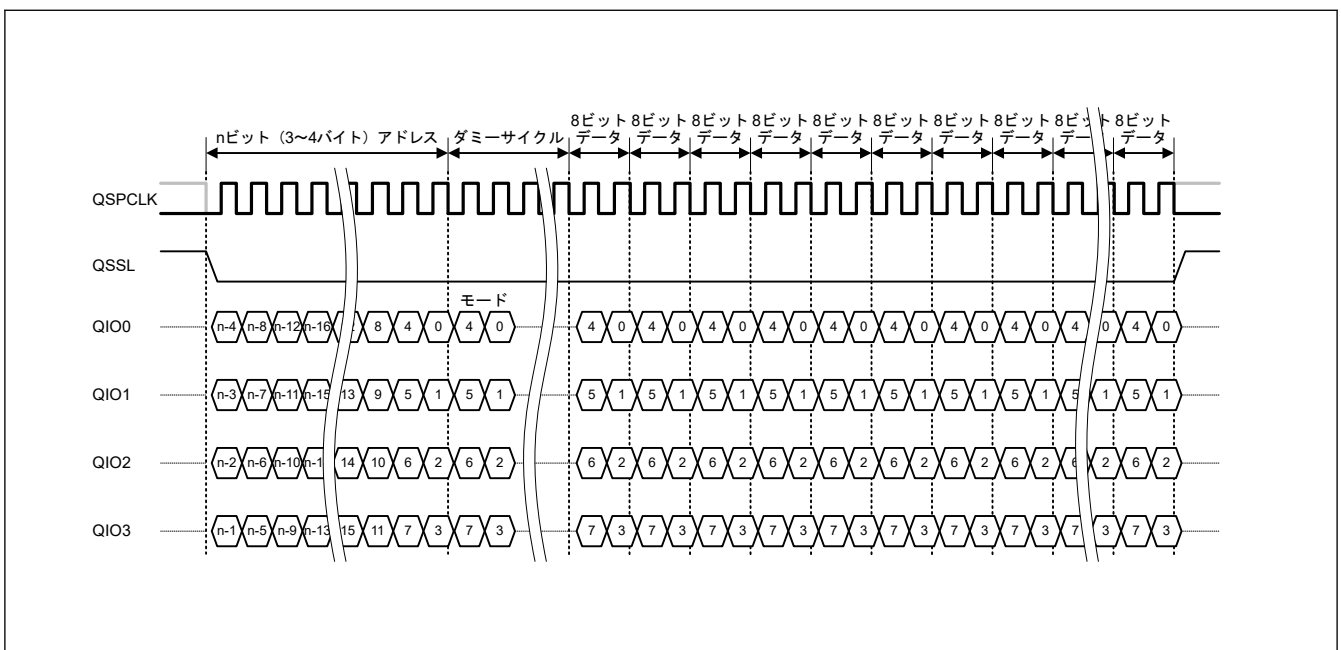 8ビット 8ビット 8ビット 8ビット 8ビット 8ビット 8ビット 8ビット 8ビット 8ビット
nビット（3～4バイト）アドレス ダミーサイクル データ データ データ データ データ データ データ データ データ データ
QSPCLK
QSSL
モード
QIO0 n-4 n-8 n-12 n-16 8 4 0 4 0 4 0 4 0 4 0 4 0 4 0 4 0 4 0 4 0 4 0 4 0
QIO1 n-3 n-7 n-11 n-15 13 9 5 1 5 1 5 1 5 1 5 1 5 1 5 1 5 1 5 1 5 1 5 1 5 1
QIO2 n-2 n-6 n-10 14 10 6 2 6 2 6 2 6 2 6 2 6 2 6 2 6 2 6 2 6 2 6 2 6 2
QIO3 n-1 n-5 n-9 n-13 15 11 7 3 7 3 7 3 7 3 7 3 7 3 7 3 7 3 7 3 7 3 7 3 7 3